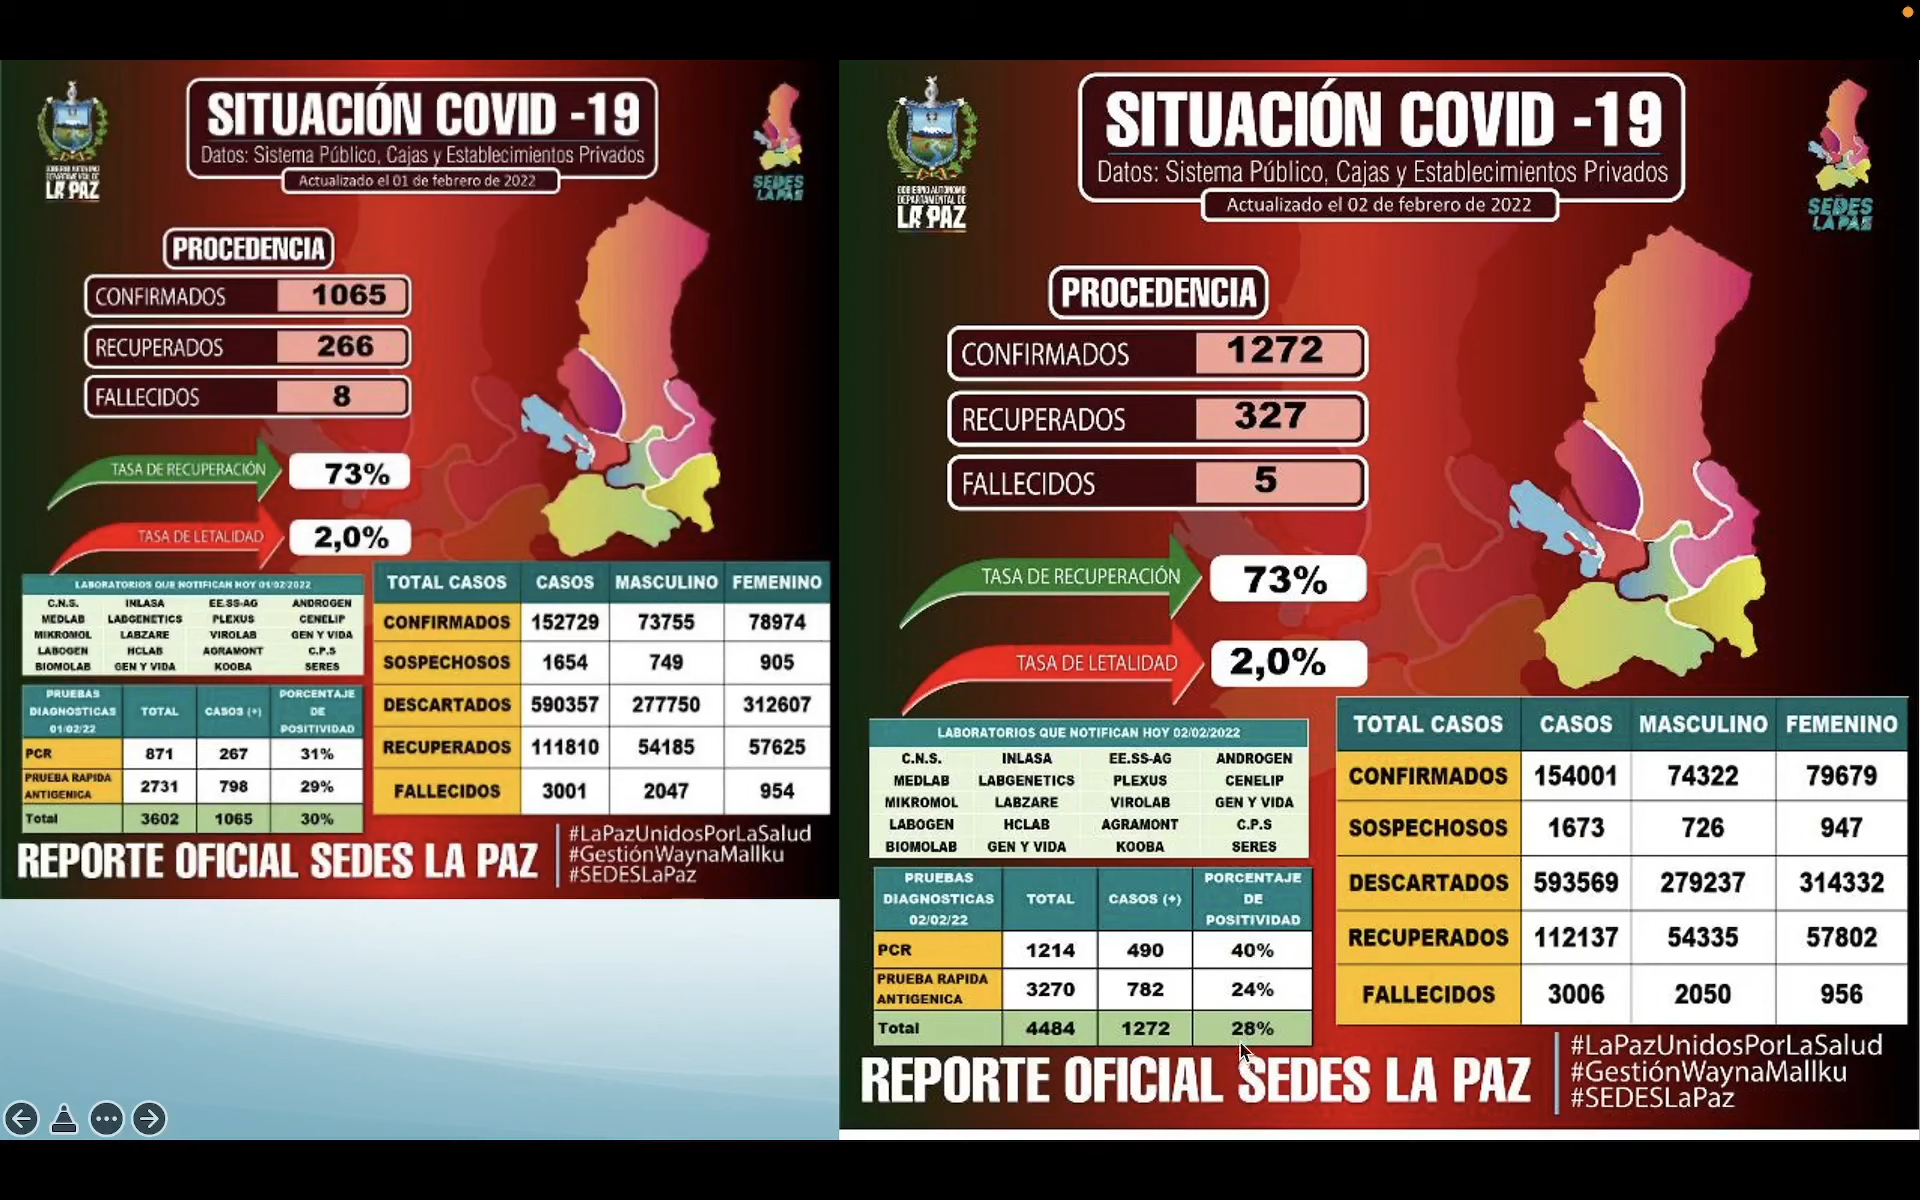 GOBIERNO AUTÓNOMO
DEPARTAMENTAL DE
LA PAZ
SITUACIÓN COVID -19
Datos: Sistema Público, Cajas y Establecimientos Privados
Actualizado el 01 de febrero de 2022
SEDES
LA PAZ
PROCEDENCIA
CONFIRMADOS 1065
RECUPERADOS 266
FALLECIDOS 8
TASA DE RECUPERACIÓN 73%
TASA DE LETALIDAD 2,0%
LABORATORIOS QUE NOTIFICAN HOY 01/02/2022
C.N.S. INLASA EE.SS-AG ANDROGEN
MEDLAB LABGENETICS PLEXUS CENELIP
MIKROMOL LABZARE VIROLAB GEN Y VIDA
LABOGEN HCLAB AGRAMONT C.P.S
BIOMOLAB GEN Y VIDA KOOBA SERES
PRUEBAS DIAGNOSTICAS 01/02/22 TOTAL CASOS (+) PORCENTAJE DE POSITIVIDAD
PCR 871 267 31%
PRUEBA RAPIDA ANTIGENICA 2731 798 29%
Total 3602 1065 30%
TOTAL CASOS CASOS MASCULINO FEMENINO
CONFIRMADOS 152729 73755 78974
SOSPECHOSOS 1654 749 905
DESCARTADOS 590357 277750 312607
RECUPERADOS 111810 54185 57625
FALLECIDOS 3001 2047 954
REPORTE OFICIAL SEDES LA PAZ
#LaPazUnidosPorLaSalud
#GestiónWaynaMallku
#SEDESLaPaz
GOBIERNO AUTÓNOMO
DEPARTAMENTAL DE
LA PAZ
SITUACIÓN COVID -19
Datos: Sistema Público, Cajas y Establecimientos Privados
Actualizado el 02 de febrero de 2022
SEDES
LA PAZ
PROCEDENCIA
CONFIRMADOS 1272
RECUPERADOS 327
FALLECIDOS 5
TASA DE RECUPERACIÓN 73%
TASA DE LETALIDAD 2,0%
LABORATORIOS QUE NOTIFICAN HOY 02/02/2022
C.N.S. INLASA EE.SS-AG ANDROGEN
MEDLAB LABGENETICS PLEXUS CENELIP
MIKROMOL LABZARE VIROLAB GEN Y VIDA
LABOGEN HCLAB AGRAMONT C.P.S
BIOMOLAB GEN Y VIDA KOOBA SERES
PRUEBAS DIAGNOSTICAS 02/02/22 TOTAL CASOS (+) PORCENTAJE DE POSITIVIDAD
PCR 1214 490 40%
PRUEBA RAPIDA ANTIGENICA 3270 782 24%
Total 4484 1272 28%
TOTAL CASOS CASOS MASCULINO FEMENINO
CONFIRMADOS 154001 74322 79679
SOSPECHOSOS 1673 726 947
DESCARTADOS 593569 279237 314332
RECUPERADOS 112137 54335 57802
FALLECIDOS 3006 2050 956
REPORTE OFICIAL SEDES LA PAZ
#LaPazUnidosPorLaSalud
#GestiónWaynaMallku
#SEDESLaPaz